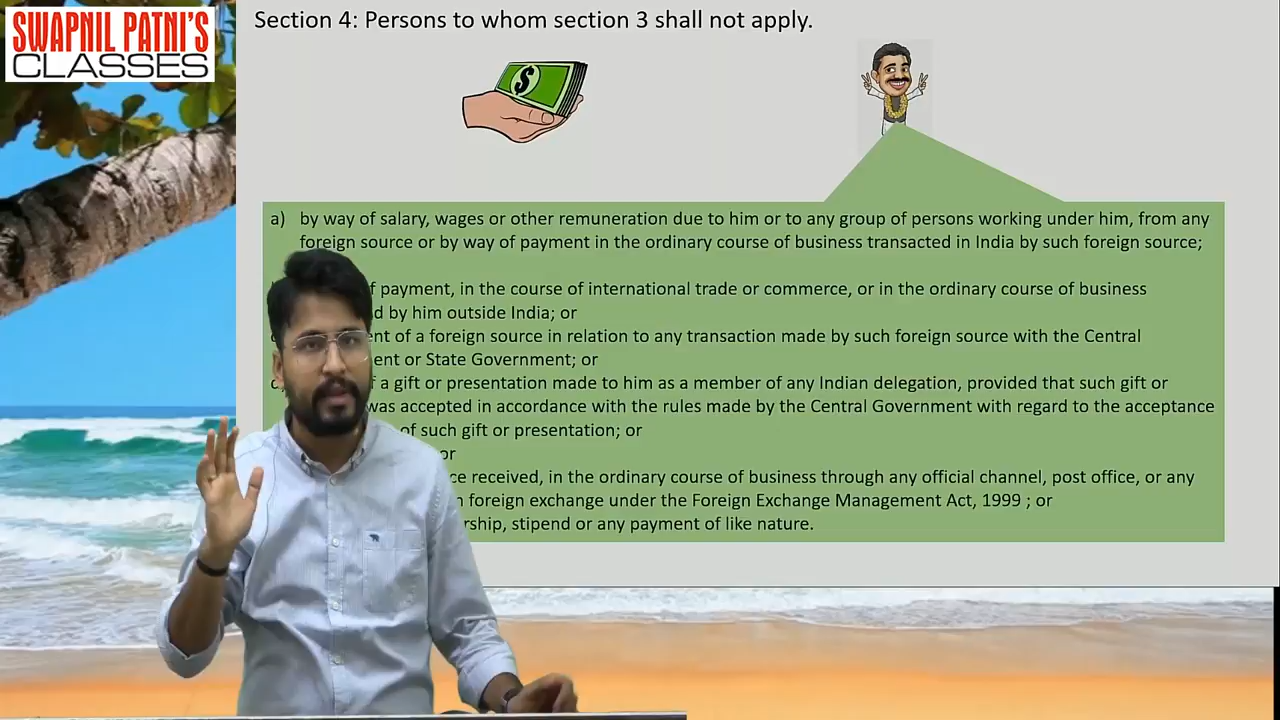 SWAPNIL PATNI'S
CLASSES
Section 4: Persons to whom section 3 shall not apply.
$
a) by way of salary, wages or other remuneration due to him or to any group of persons working under him, from any
foreign source or by way of payment in the ordinary course of business transacted in India by such foreign source;
payment, in the course of international trade or commerce, or in the ordinary course of business
by him outside India; or
of a foreign source in relation to any transaction made by such foreign source with the Central
or State Government; or
a gift or presentation made to him as a member of any Indian delegation, provided that such gift or
was accepted in accordance with the rules made by the Central Government with regard to the acceptance
of such gift or presentation; or
or
received, in the ordinary course of business through any official channel, post office, or any
foreign exchange under the Foreign Exchange Management Act, 1999 ; or
stipend or any payment of like nature.